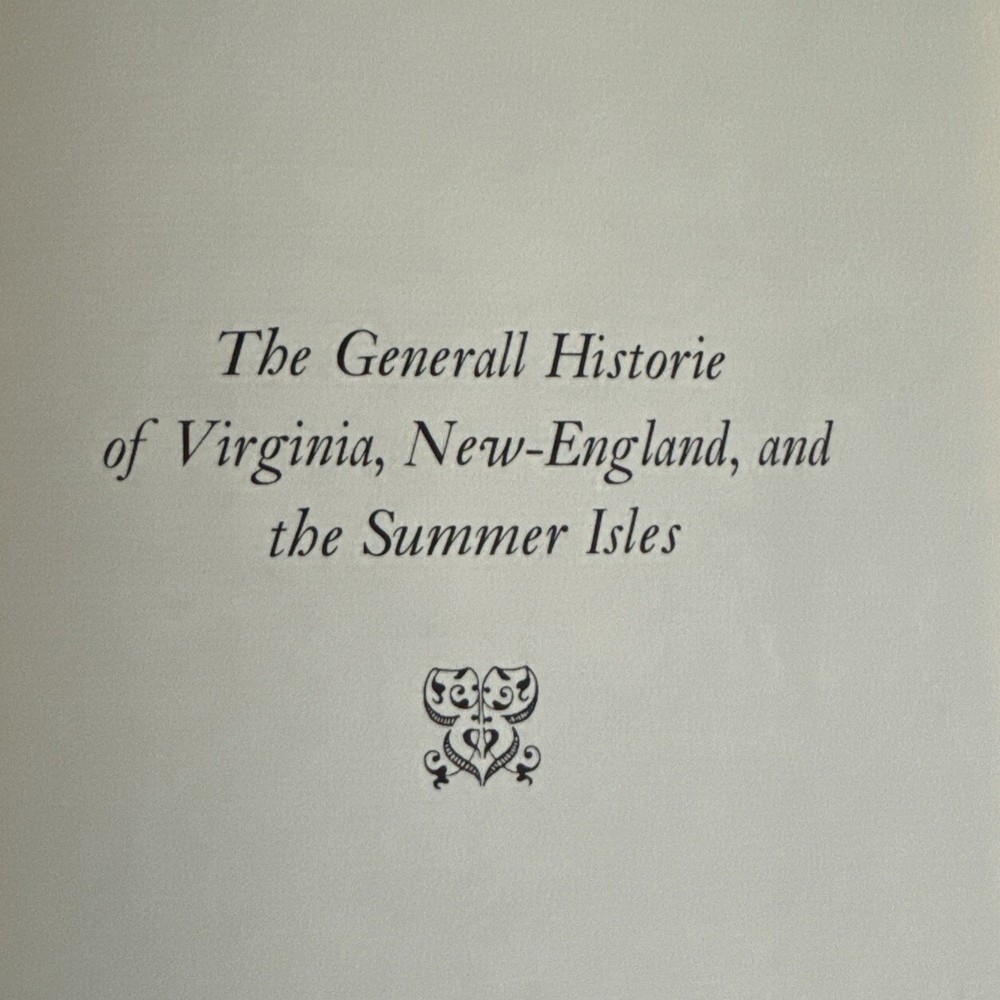 The Generall Historie
of Virginia, New-England, and
the Summer Isles